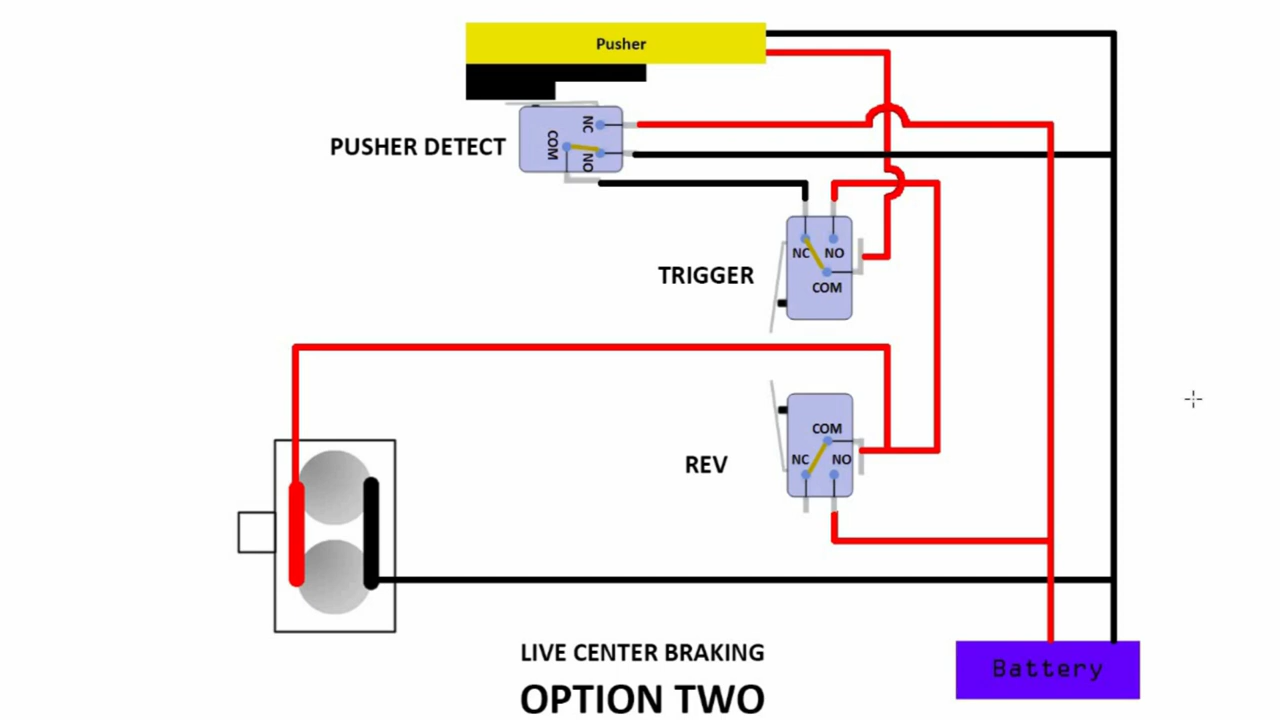 Pusher
NC
COM
NO
PUSHER DETECT
NC
NO
COM
TRIGGER
COM
NC
NO
REV
LIVE CENTER BRAKING
OPTION TWO
Battery